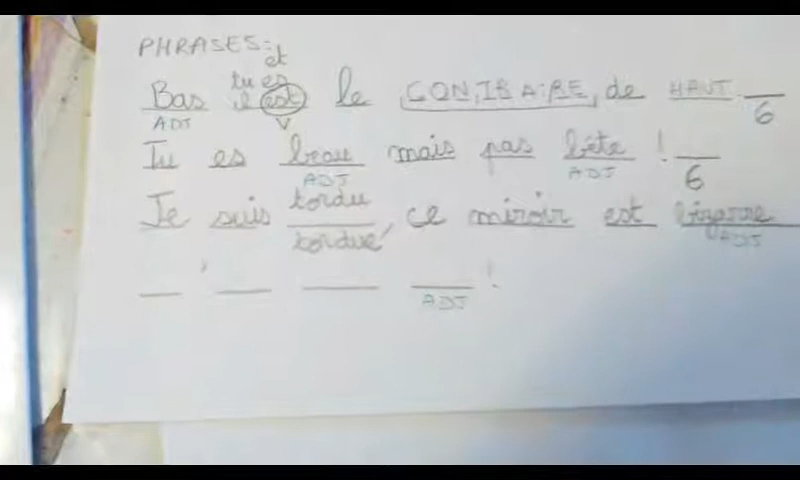 PHRASES:
et
tu es
Bas il est le CONTRAIRE de HAUT
ADJ V 6
Tu es beau mais pas bête !
ADJ ADJ 6
tordu
Je suis , ce miroir est bizarre
tordue ADJ
' !
ADJ